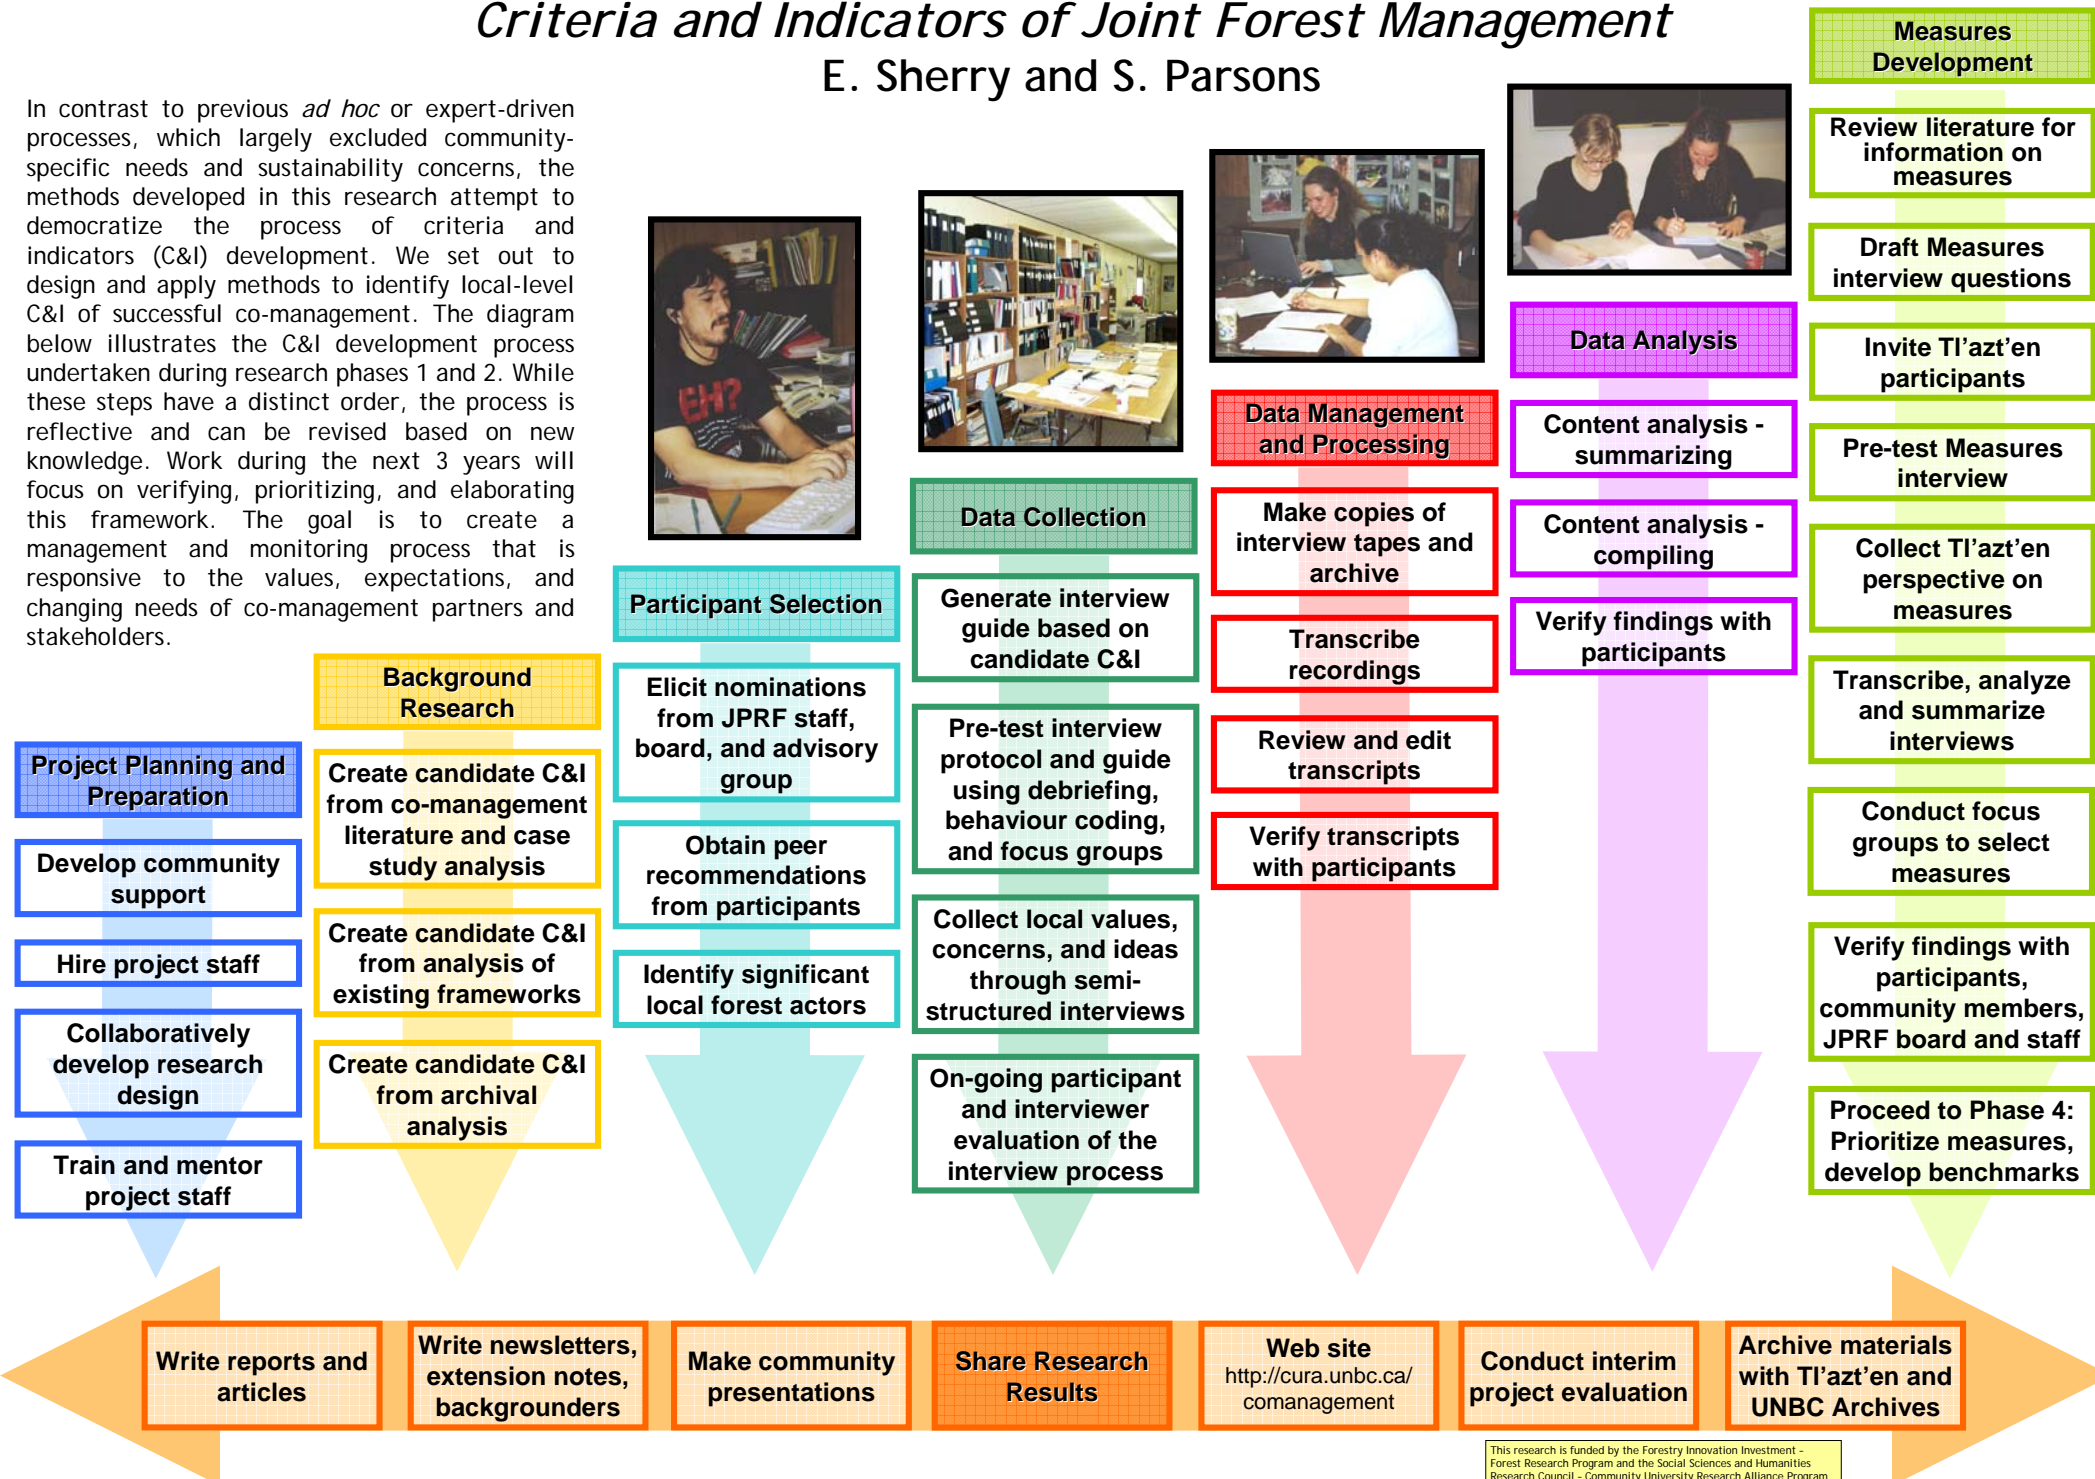 Criteria and Indicators of Joint Forest Management
E. Sherry and S. Parsons
In contrast to previous ad hoc or expert-driven
processes, which largely excluded community-
specific needs and sustainability concerns, the
methods developed in this research attempt to
democratize the process of criteria and
indicators (C&I) development. We set out to
design and apply methods to identify local-level
C&I of successful co-management. The diagram
below illustrates the C&I development process
undertaken during research phases 1 and 2. While
these steps have a distinct order, the process is
reflective and can be revised based on new
knowledge. Work during the next 3 years will
focus on verifying, prioritizing, and elaborating
this framework. The goal is to create a
management and monitoring process that is
responsive to the values, expectations, and
changing needs of co-management partners and
stakeholders.
Project Planning and
Preparation
Develop community
support
Hire project staff
Collaboratively
develop research
design
Train and mentor
project staff
Background
Research
Create candidate C&I
from co-management
literature and case
study analysis
Create candidate C&I
from analysis of
existing frameworks
Create candidate C&I
from archival
analysis
EH?
Participant Selection
Elicit nominations
from JPRF staff,
board, and advisory
group
Obtain peer
recommendations
from participants
Identify significant
local forest actors
Data Collection
Generate interview
guide based on
candidate C&I
Pre-test interview
protocol and guide
using debriefing,
behaviour coding,
and focus groups
Collect local values,
concerns, and ideas
through semi-
structured interviews
On-going participant
and interviewer
evaluation of the
interview process
Data Management
and Processing
Make copies of
interview tapes and
archive
Transcribe
recordings
Review and edit
transcripts
Verify transcripts
with participants
Data Analysis
Content analysis -
summarizing
Content analysis -
compiling
Verify findings with
participants
Measures
Development
Review literature for
information on
measures
Draft Measures
interview questions
Invite Tl'azt'en
participants
Pre-test Measures
interview
Collect Tl'azt'en
perspective on
measures
Transcribe, analyze
and summarize
interviews
Conduct focus
groups to select
measures
Verify findings with
participants,
community members,
JPRF board and staff
Proceed to Phase 4:
Prioritize measures,
develop benchmarks
Write reports and
articles
Write newsletters,
extension notes,
backgrounders
Make community
presentations
Share Research
Results
Web site
http://cura.unbc.ca/
comanagement
Conduct interim
project evaluation
Archive materials
with Tl'azt'en and
UNBC Archives
This research is funded by the Forestry Innovation Investment -
Forest Research Program and the Social Sciences and Humanities
Research Council - Community University Research Alliance Program